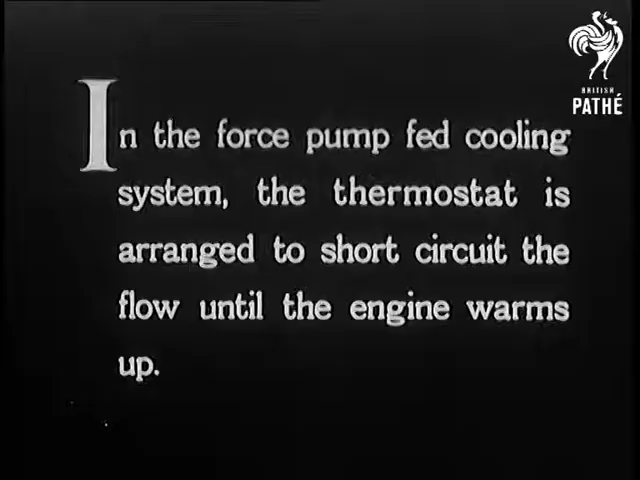 BRITISH
PATHÉ
In the force pump fed cooling
system, the thermostat is
arranged to short circuit the
flow until the engine warms
up.